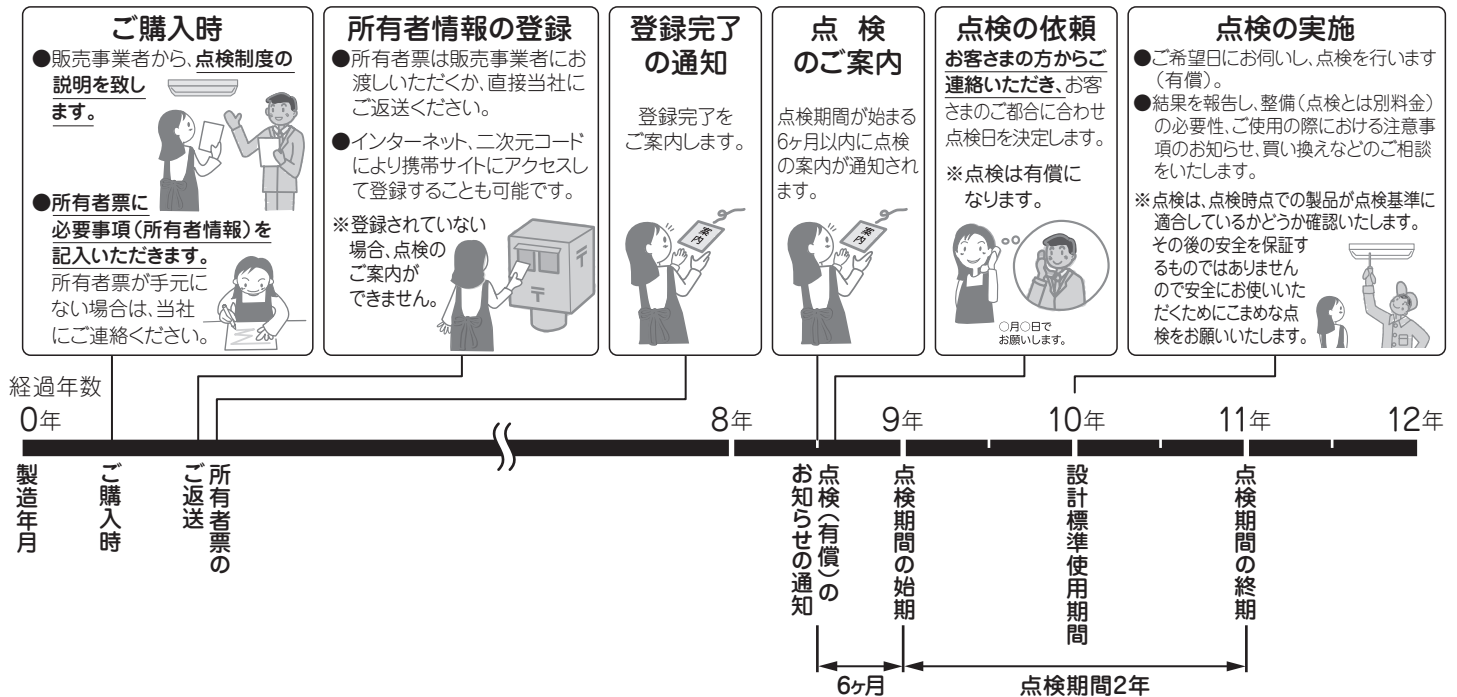 ご購入時
●販売事業者から、点検制度の
説明を致し
ます。
●所有者票に
必要事項(所有者情報)を
記入いただきます。
所有者票が手元に
ない場合は、当社
にご連絡ください。
所有者情報の登録
●所有者票は販売事業者にお
渡しいただくか、直接当社に
ご返送ください。
●インターネット、二次元コード
により携帯サイトにアクセスし
て登録することも可能です。
※登録されていない
場合、点検の
ご案内が
できません。
〒
〒
登録完了
の通知
登録完了を
ご案内します。
案内
点検
のご案内
点検期間が始まる
6ヶ月以内に点検
の案内が通知され
ます。
案内
点検の依頼
お客さまの方からご
連絡いただき、お客
さまのご都合に合わせ
点検日を決定します。
※点検は有償に
なります。
○月○日で
お願いします。
点検の実施
●ご希望日にお伺いし、点検を行います
(有償)。
●結果を報告し、整備(点検とは別料金)
の必要性、ご使用の際における注意事
項のお知らせ、買い換えなどのご相談
をいたします。
※点検は、点検時点での製品が点検基準に
適合しているかどうか確認いたします。
その後の安全を保証す
るものではありません
ので安全にお使いいた
だくためにこまめな点
検をお願いいたします。
経過年数
0年
8年
9年
10年
11年
12年
製造年月
ご購入時
所有者票の
ご返送
点検(有償)の
お知らせの通知
点検期間の始期
設計標準使用期間
点検期間の終期
6ヶ月
点検期間2年